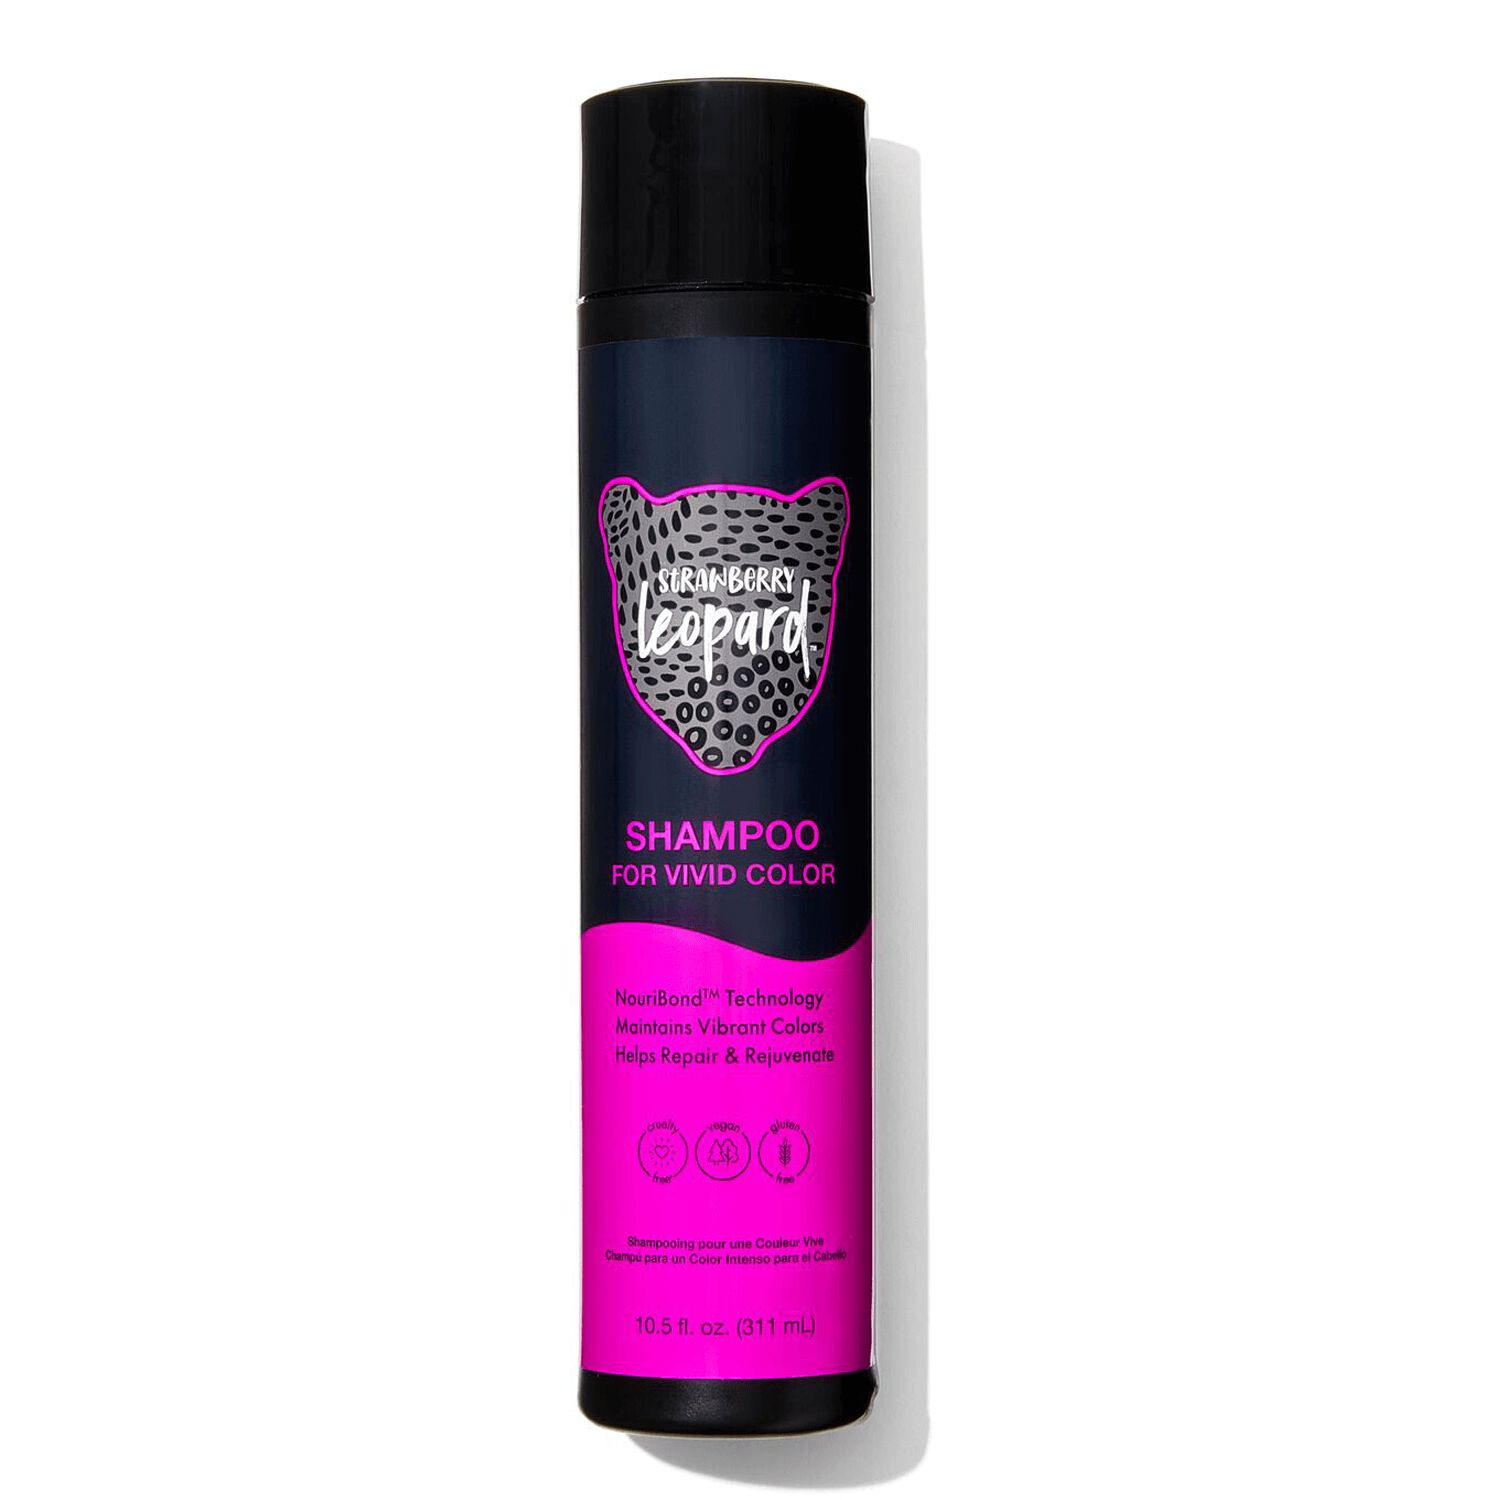 STRAWBERRY
Leopard™
SHAMPOO
FOR VIVID COLOR
NouriBond™ Technology
Maintains Vibrant Colors
Helps Repair & Rejuvenate
cruelty vegan gluten
free free
Shampooing pour une Couleur Vive
Champú para un Color Intenso para el Cabello
10.5 fl. oz. (311 mL)